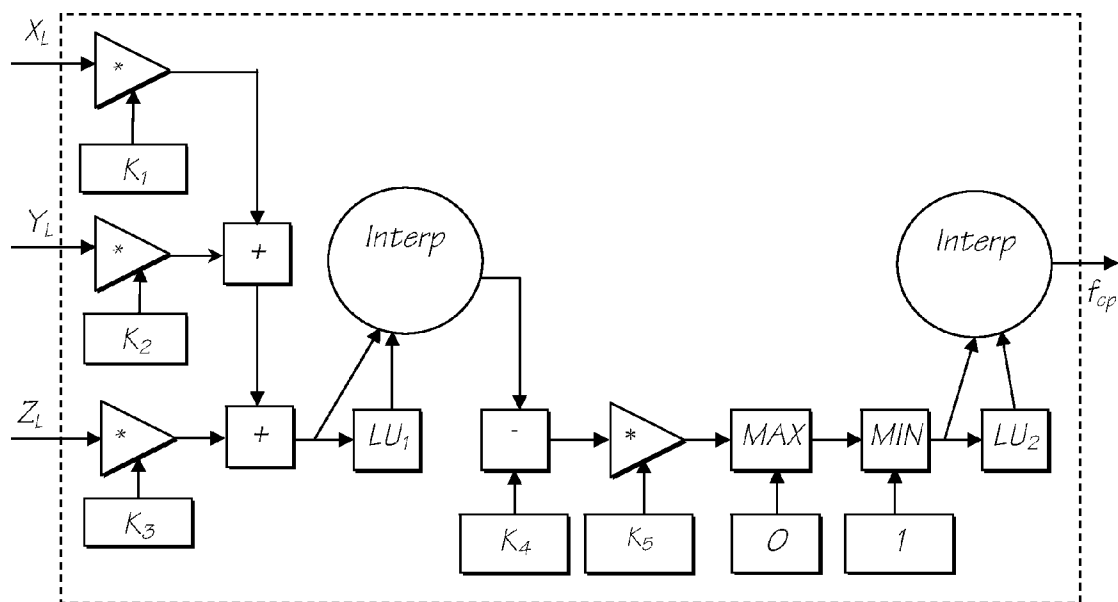 X_L
*
K_1
Y_L
*
+
Interp
K_2
Z_L
*
+
LU_1
K_3
-
*
MAX
MIN
LU_2
Interp
f_cp
K_4
K_5
0
1